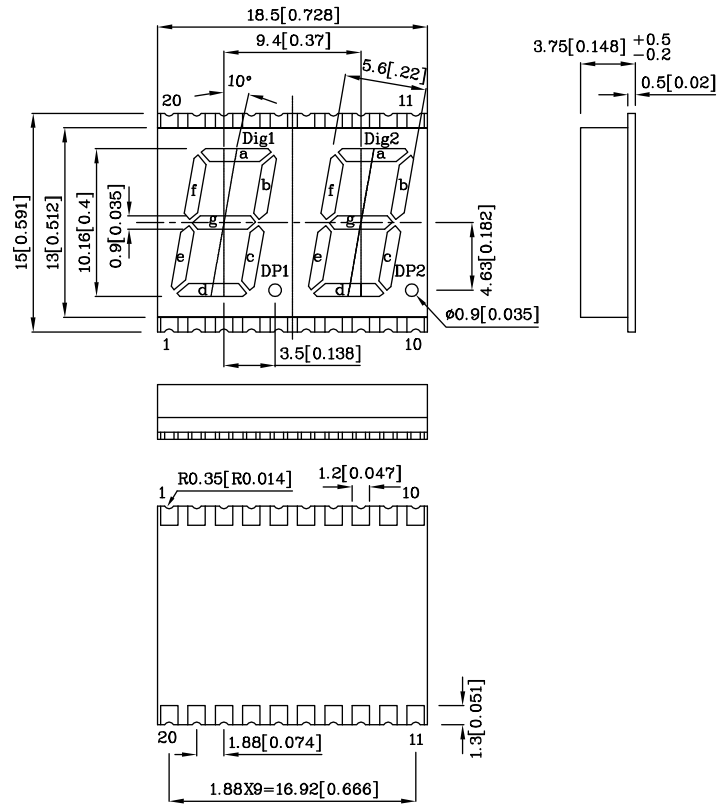 18.5[0.728]
9.4[0.37]
3.75[0.148] +0.5
-0.2
0.5[0.02]
5.6[.22]
10°
20
11
Dig1
Dig2
a
a
f
b
f
b
g
g
e
c
e
c
DP1
DP2
d
d
15[0.591]
13[0.512]
10.16[0.4]
0.9[0.035]
4.63[0.182]
ø0.9[0.035]
1
10
3.5[0.138]
R0.35[R0.014]
1.2[0.047]
1
10
20
11
1.88[0.074]
1.3[0.051]
1.88X9=16.92[0.666]